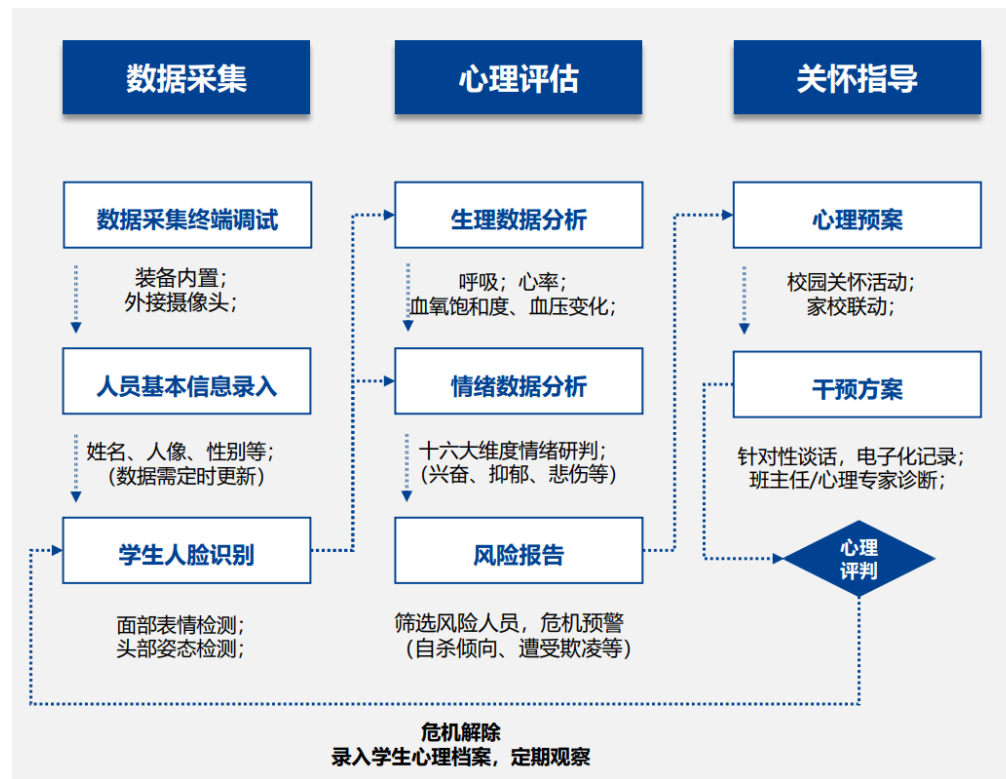 数据采集
心理评估
关怀指导
数据采集终端调试
装备内置；
外接摄像头；
人员基本信息录入
姓名、人像、性别等；
（数据需定时更新）
学生人脸识别
面部表情检测；
头部姿态检测；
生理数据分析
呼吸；心率；
血氧饱和度、血压变化；
情绪数据分析
十六大维度情绪研判；
（兴奋、抑郁、悲伤等）
风险报告
筛选风险人员，危机预警
（自杀倾向、遭受欺凌等）
心理预案
校园关怀活动；
家校联动；
干预方案
针对性谈话，电子化记录；
班主任/心理专家诊断；
心理
评判
危机解除
录入学生心理档案，定期观察